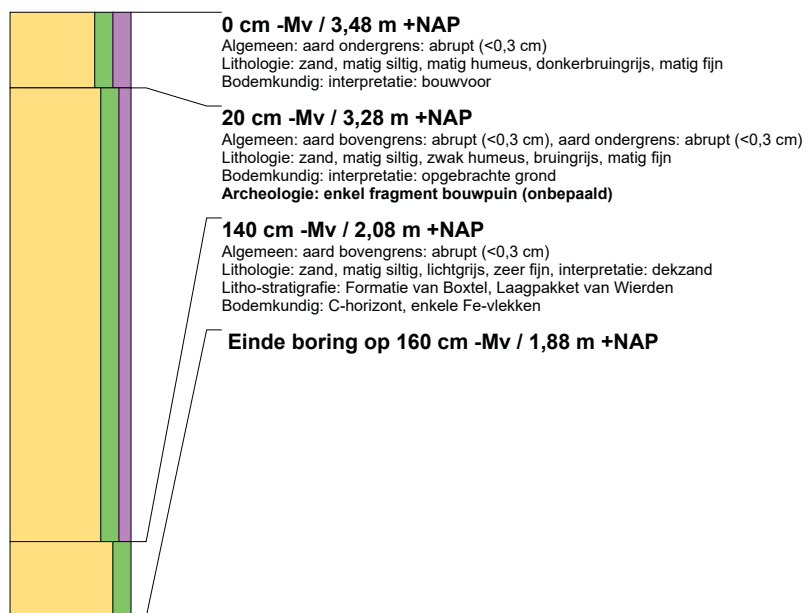 0 cm -Mv / 3,48 m +NAP
Algemeen: aard ondergrens: abrupt (<0,3 cm)
Lithologie: zand, matig siltig, matig humeus, donkerbruingrijs, matig fijn
Bodemkundig: interpretatie: bouwvoor
20 cm -Mv / 3,28 m +NAP
Algemeen: aard bovengrens: abrupt (<0,3 cm), aard ondergrens: abrupt (<0,3 cm)
Lithologie: zand, matig siltig, zwak humeus, bruingrijs, matig fijn
Bodemkundig: interpretatie: opgebrachte grond
Archeologie: enkel fragment bouwpuin (onbepaald)
140 cm -Mv / 2,08 m +NAP
Algemeen: aard bovengrens: abrupt (<0,3 cm)
Lithologie: zand, matig siltig, lichtgrijs, zeer fijn, interpretatie: dekzand
Litho-stratigrafie: Formatie van Boxtel, Laagpakket van Wierden
Bodemkundig: C-horizont, enkele Fe-vlekken
Einde boring op 160 cm -Mv / 1,88 m +NAP